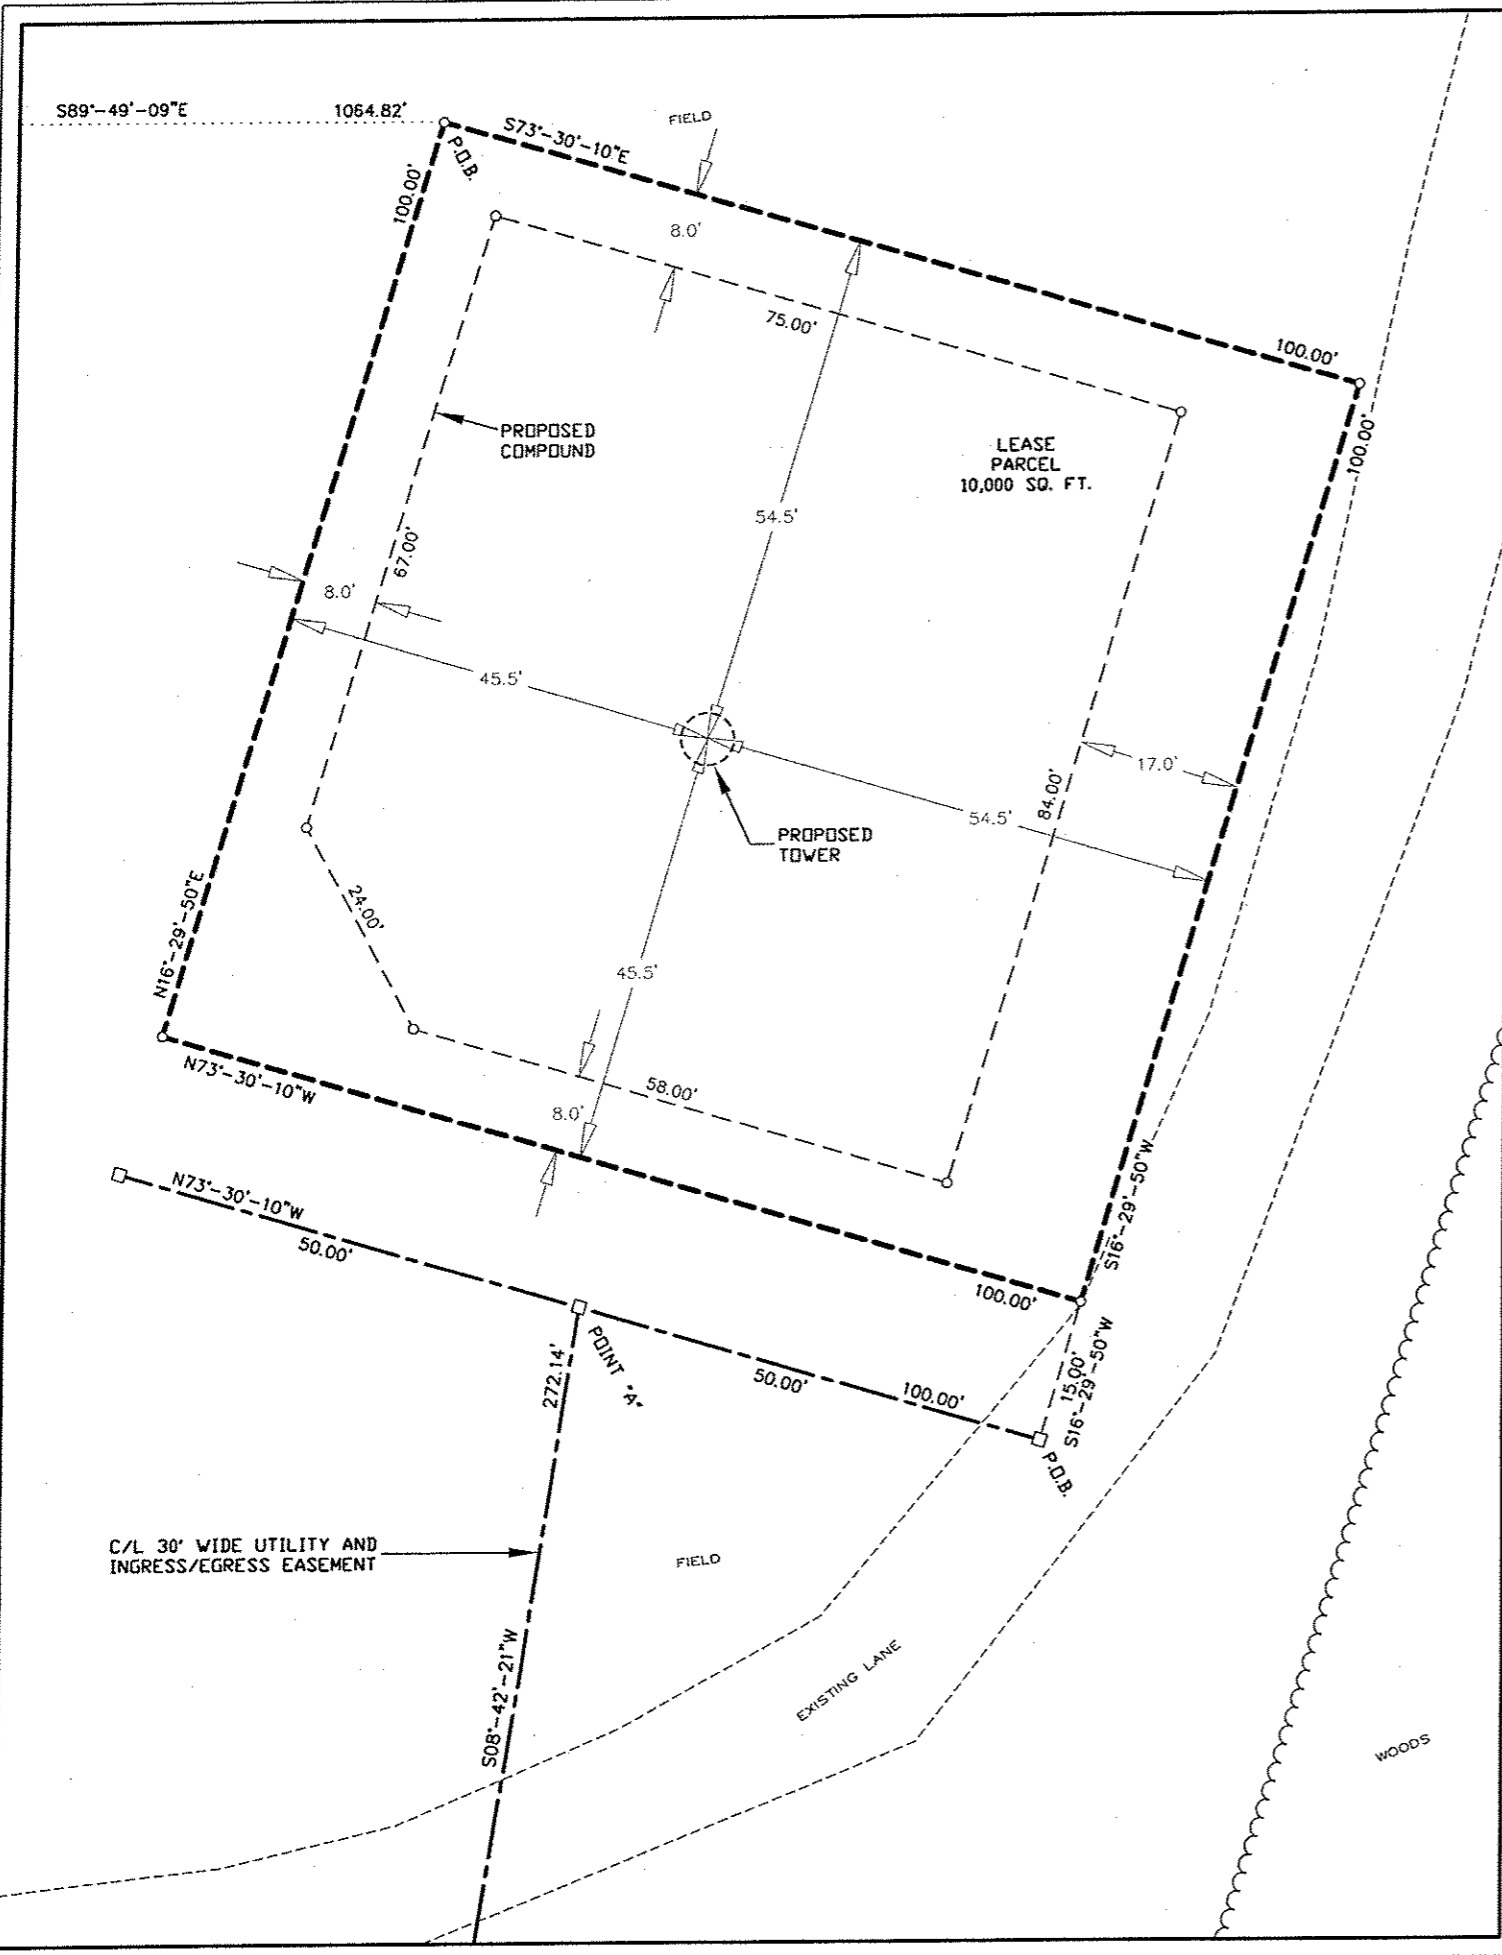 S89°-49'-09"E 1064.82'
FIELD
S73°-30'-10"E
P.O.B.
100.00'
8.0'
75.00'
100.00'
PROPOSED
COMPOUND
LEASE
PARCEL
10,000 SQ. FT.
100.00'
54.5'
67.00'
8.0'
45.5'
17.0'
84.00'
54.5'
PROPOSED
TOWER
24.00'
N16°-29'-50"E
45.5'
N73°-30'-10"W
58.00'
8.0'
S16°-29'-50"W
N73°-30'-10"W
50.00'
100.00'
POINT "A"
272.14'
50.00'
100.00'
15.00'
S16°-29'-50"W
P.O.B.
C/L 30' WIDE UTILITY AND
INGRESS/EGRESS EASEMENT
FIELD
S08°-42'-21"W
EXISTING LANE
WOODS